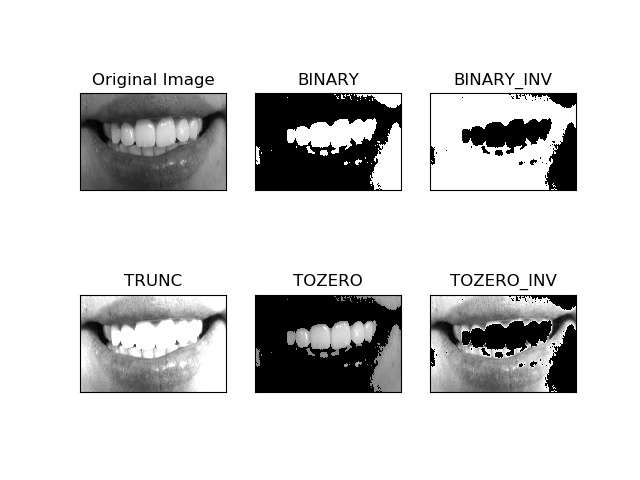 Original Image
BINARY
BINARY_INV
TRUNC
TOZERO
TOZERO_INV